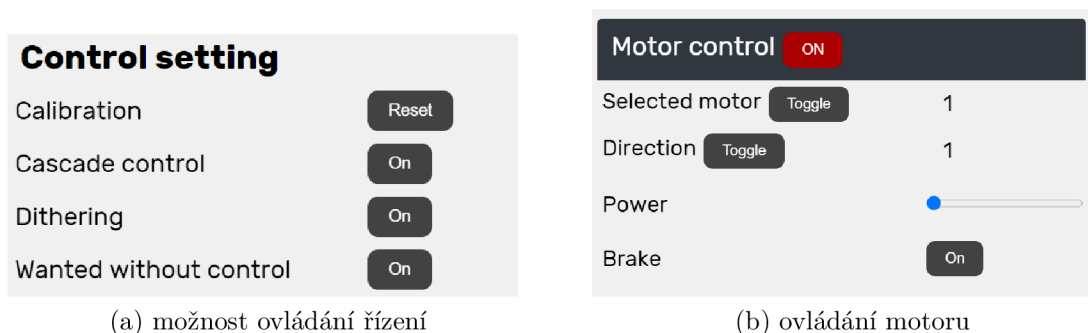 Control setting
Calibration Reset
Cascade control On
Dithering On
Wanted without control On
(a) možnost ovládání řízení
Motor control ON
Selected motor Toggle 1
Direction Toggle 1
Power
Brake On
(b) ovládání motoru